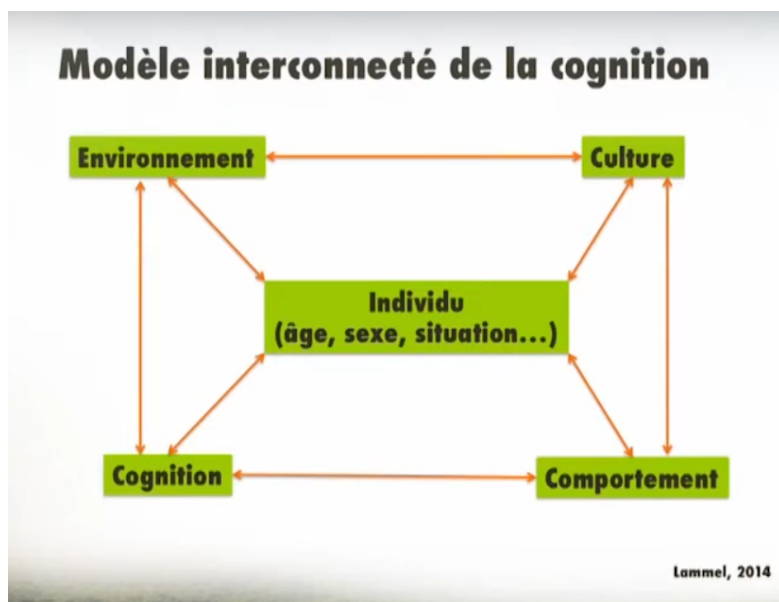 Modèle interconnecté de la cognition
Environnement
Culture
Individu
(âge, sexe, situation...)
Cognition
Comportement
Lammel, 2014